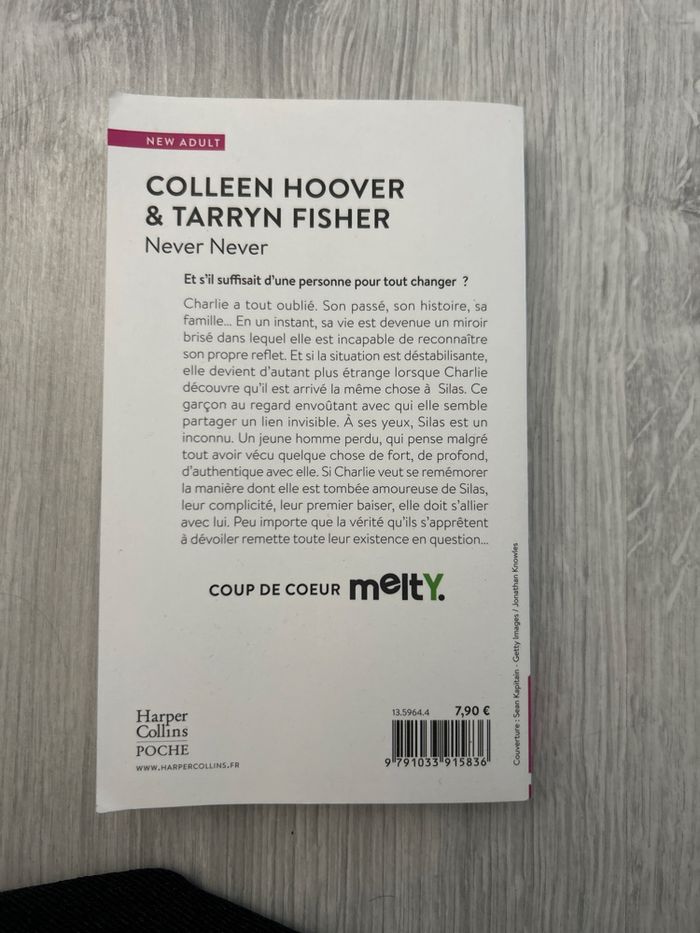 NEW ADULT
COLLEEN HOOVER
& TARRYN FISHER
Never Never
Et s'il suffisait d'une personne pour tout changer ?
Charlie a tout oublié. Son passé, son histoire, sa
famille... En un instant, sa vie est devenue un miroir
brisé dans lequel elle est incapable de reconnaître
son propre reflet. Et si la situation est déstabilisante,
elle devient d'autant plus étrange lorsque Charlie
découvre qu'il est arrivé la même chose à Silas. Ce
garçon au regard envoûtant avec qui elle semble
partager un lien invisible. À ses yeux, Silas est un
inconnu. Un jeune homme perdu, qui pense malgré
tout avoir vécu quelque chose de fort, de profond,
d'authentique avec elle. Si Charlie veut se remémorer
la manière dont elle est tombée amoureuse de Silas,
leur complicité, leur premier baiser, elle doit s'allier
avec lui. Peu importe que la vérité qu'ils s'apprêtent
à dévoiler remette toute leur existence en question...
COUP DE COEUR meltY.
Couverture : Sean Kapitain - Getty Images / Jonathan Knowles
13.5964.4 7,90 €
Harper
Collins
POCHE
WWW.HARPERCOLLINS.FR
9 791033 915836